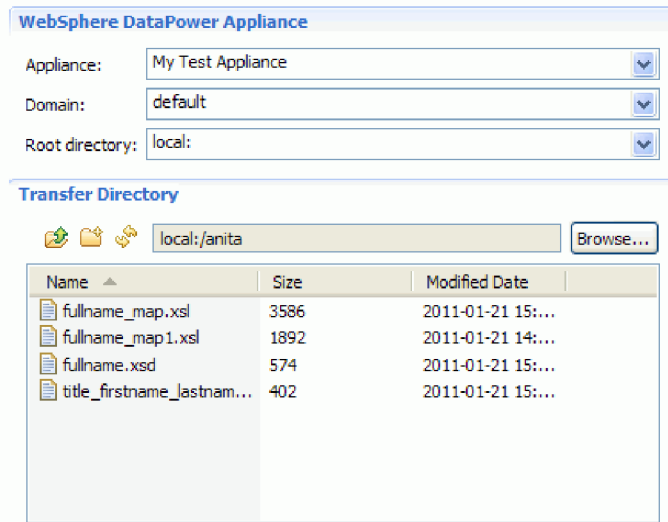 WebSphere DataPower Appliance
Appliance: My Test Appliance
Domain: default
Root directory: local:
Transfer Directory
local:/anita Browse...
Name Size Modified Date
fullname_map.xsl 3586 2011-01-21 15:...
fullname_map1.xsl 1892 2011-01-21 14:...
fullname.xsd 574 2011-01-21 15:...
title_firstname_lastnam... 402 2011-01-21 15:...